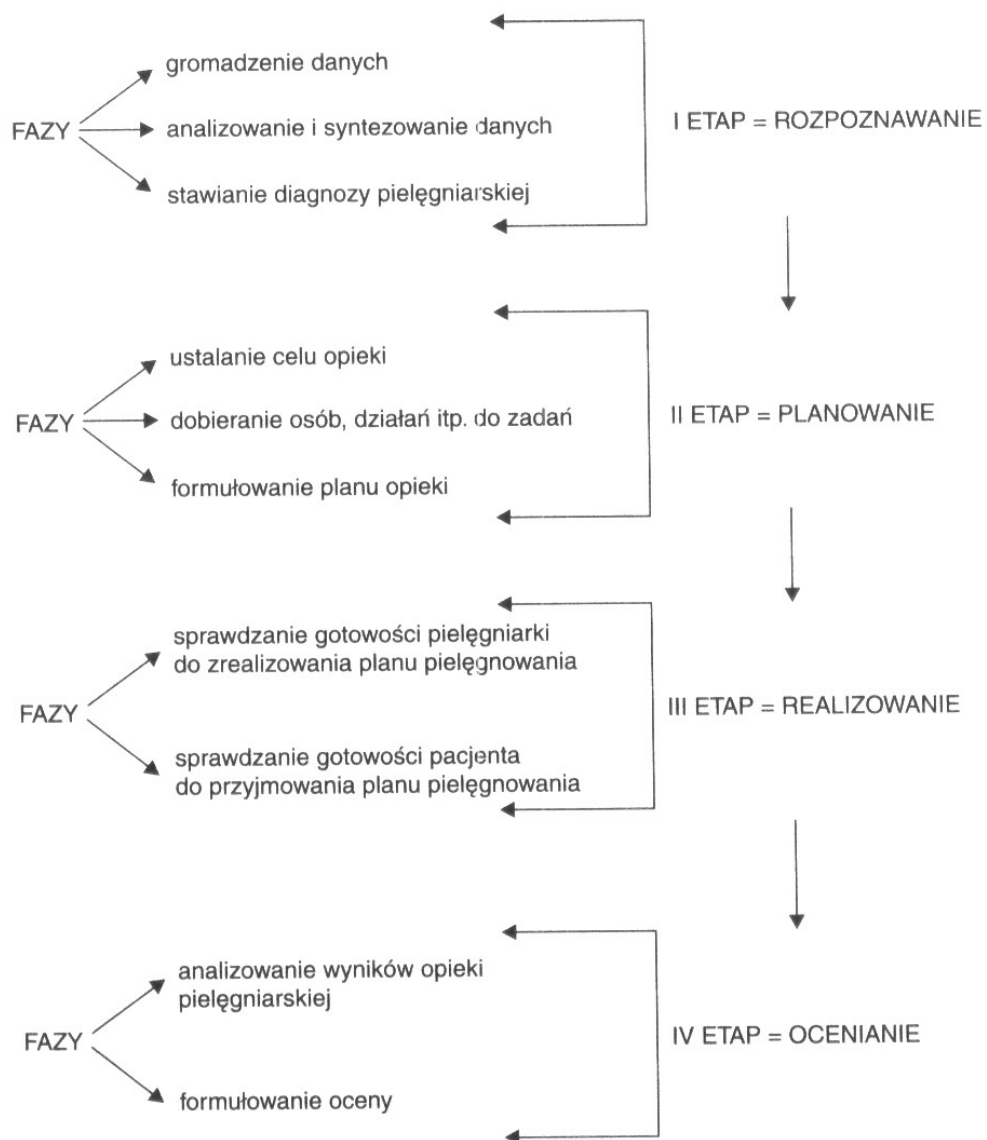 gromadzenie danych
FAZY
analizowanie i syntezowanie danych
stawianie diagnozy pielęgniarskiej
I ETAP = ROZPOZNAWANIE
ustalanie celu opieki
FAZY
dobieranie osób, działań itp. do zadań
formułowanie planu opieki
II ETAP = PLANOWANIE
sprawdzanie gotowości pielęgniarki
do zrealizowania planu pielęgnowania
FAZY
sprawdzanie gotowości pacjenta
do przyjmowania planu pielęgnowania
III ETAP = REALIZOWANIE
analizowanie wyników opieki
pielęgniarskiej
FAZY
formułowanie oceny
IV ETAP = OCENIANIE